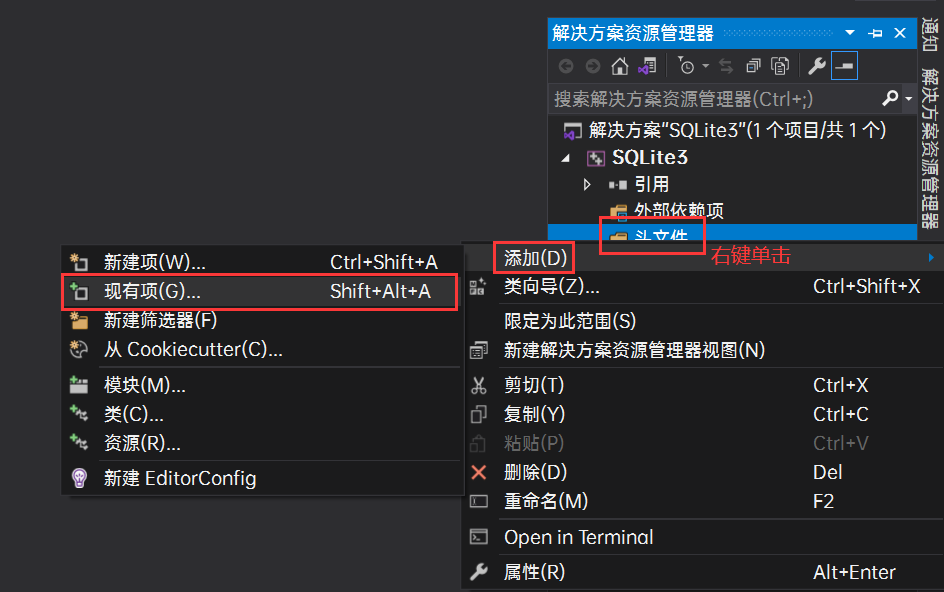 解决方案资源管理器
搜索解决方案资源管理器(Ctrl+;)
解决方案"SQLite3"(1 个项目/共 1 个)
SQLite3
引用
外部依赖项
头文件
右键单击
通知
解决方案资源管理器
添加(D)
类向导(Z)... Ctrl+Shift+X
限定为此范围(S)
新建解决方案资源管理器视图(N)
剪切(T) Ctrl+X
复制(Y) Ctrl+C
粘贴(P) Ctrl+V
删除(D) Del
重命名(M) F2
Open in Terminal
属性(R) Alt+Enter
新建项(W)... Ctrl+Shift+A
现有项(G)... Shift+Alt+A
新建筛选器(F)
从 Cookiecutter(C)...
模块(M)...
类(C)...
资源(R)...
新建 EditorConfig